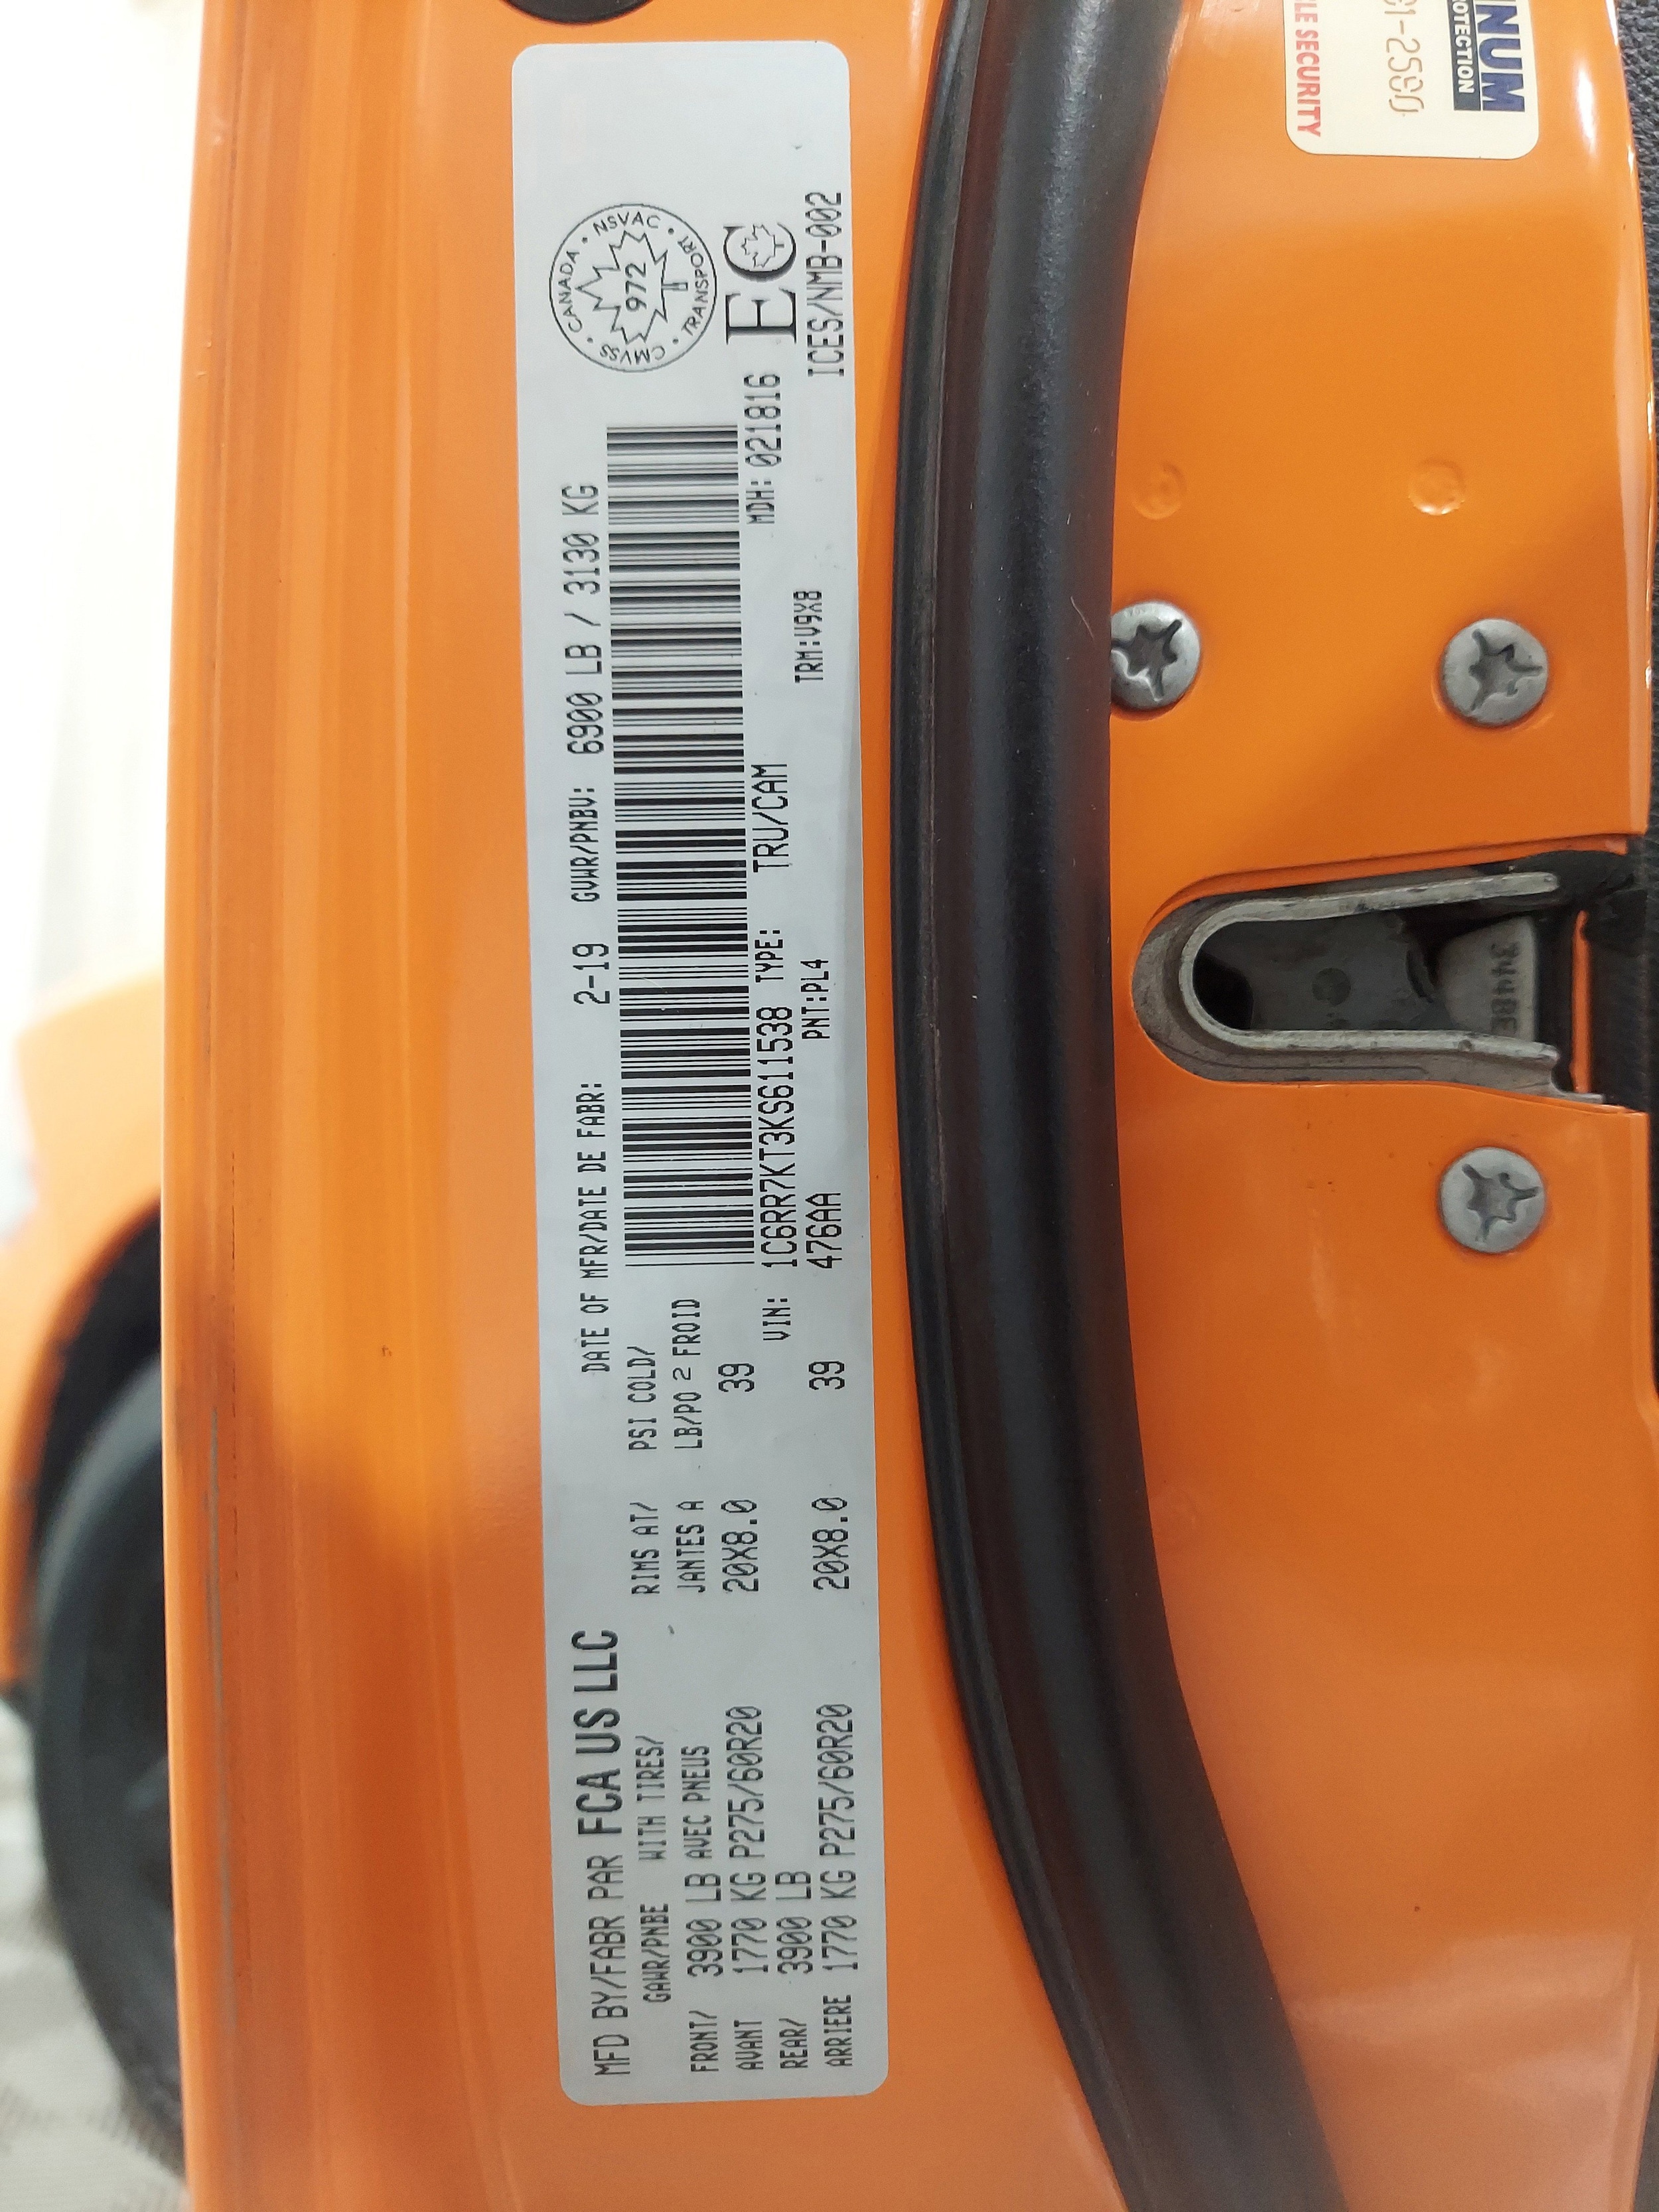 MFD BY/FABR PAR FCA US LLC
DATE OF MFR/DATE DE FABR: 2-19 GVWR/PNBV: 6900 LB / 3130 KG
GAWR/PNBE WITH TIRES/ RIMS AT/ PSI COLD/
FRONT/ 3900 LB AVEC PNEUS JANTES A LB/PO 2 FROID
AVANT 1770 KG P275/60R20 20X8.0 39
REAR/ 3900 LB
ARRIERE 1770 KG P275/60R20 20X8.0 39
MDH: 021816
VIN: 1C6RR7KT3KS611538 TYPE: TRU/CAM
476AA PNT:PL4 TRM:V9X8
ICES/NMB-002
CANADA • NSVAC • TRANSPORT • CMVSS •
972
EC
NUM
OTECTION
31-2580
LE SECURITY
3448E